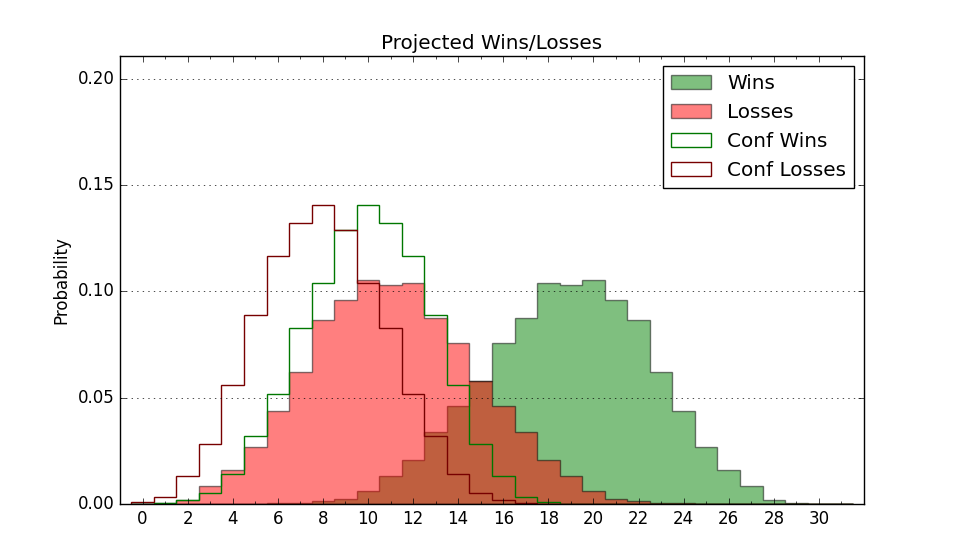 Projected Wins/Losses
Wins
Losses
Conf Wins
Conf Losses
Probability
0.20
0.15
0.10
0.05
0.00
0 2 4 6 8 10 12 14 16 18 20 22 24 26 28 30